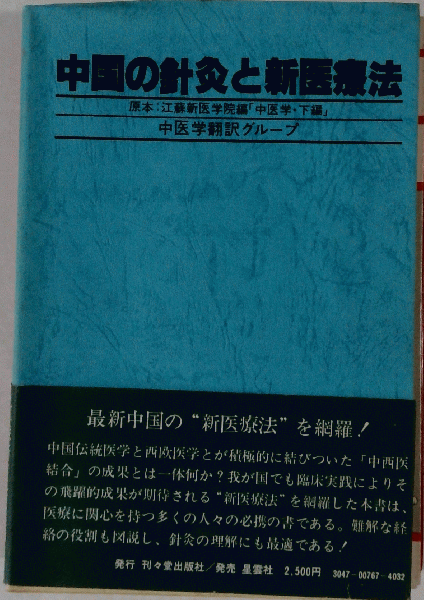 中国の針灸と新医療法
原本:江蘇新医学院編「中医学・下編」
中医学翻訳グループ
最新中国の“新医療法”を網羅!
中国伝統医学と西欧医学とが積極的に結びついた「中西医
結合」の成果とは一体何か?我が国でも臨床実践によりそ
の飛躍的成果が期待される“新医療法”を網羅した本書は、
医療に関心を持つ多くの人々の必携の書である。難解な経
絡の役割も図説し、針灸の理解にも最適である!
発行 刊々堂出版社/発売 星雲社 2,500円 3047-00767-4032